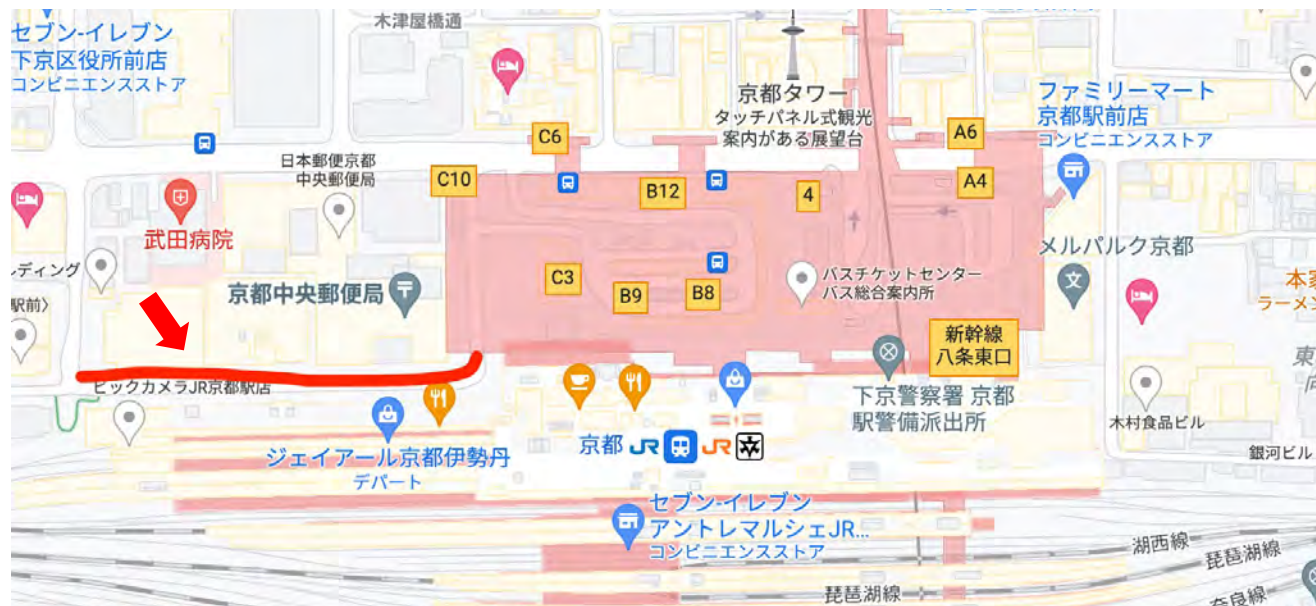 木津屋橋通
セブン-イレブン
下京区役所前店
コンビニエンスストア
京都タワー
タッチパネル式観光
案内がある展望台
ファミリーマート
京都駅前店
コンビニエンスストア
C6
A6
日本郵便京都
中央郵便局
C10
B12
4
A4
武田病院
メルパルク京都
ルディング
駅前〉
京都中央郵便局
C3
B9
B8
バスチケットセンター
バス総合案内所
文
本家
ラーメン
新幹線
八条東口
ビックカメラJR京都駅店
下京警察署 京都
駅警備派出所
木村食品ビル
銀河ビル
ジェイアール京都伊勢丹
デパート
京都 JR JR
セブン-イレブン
アントレマルシェJR...
コンビニエンスストア
湖西線
琵琶湖線
琵琶湖線
奈良線